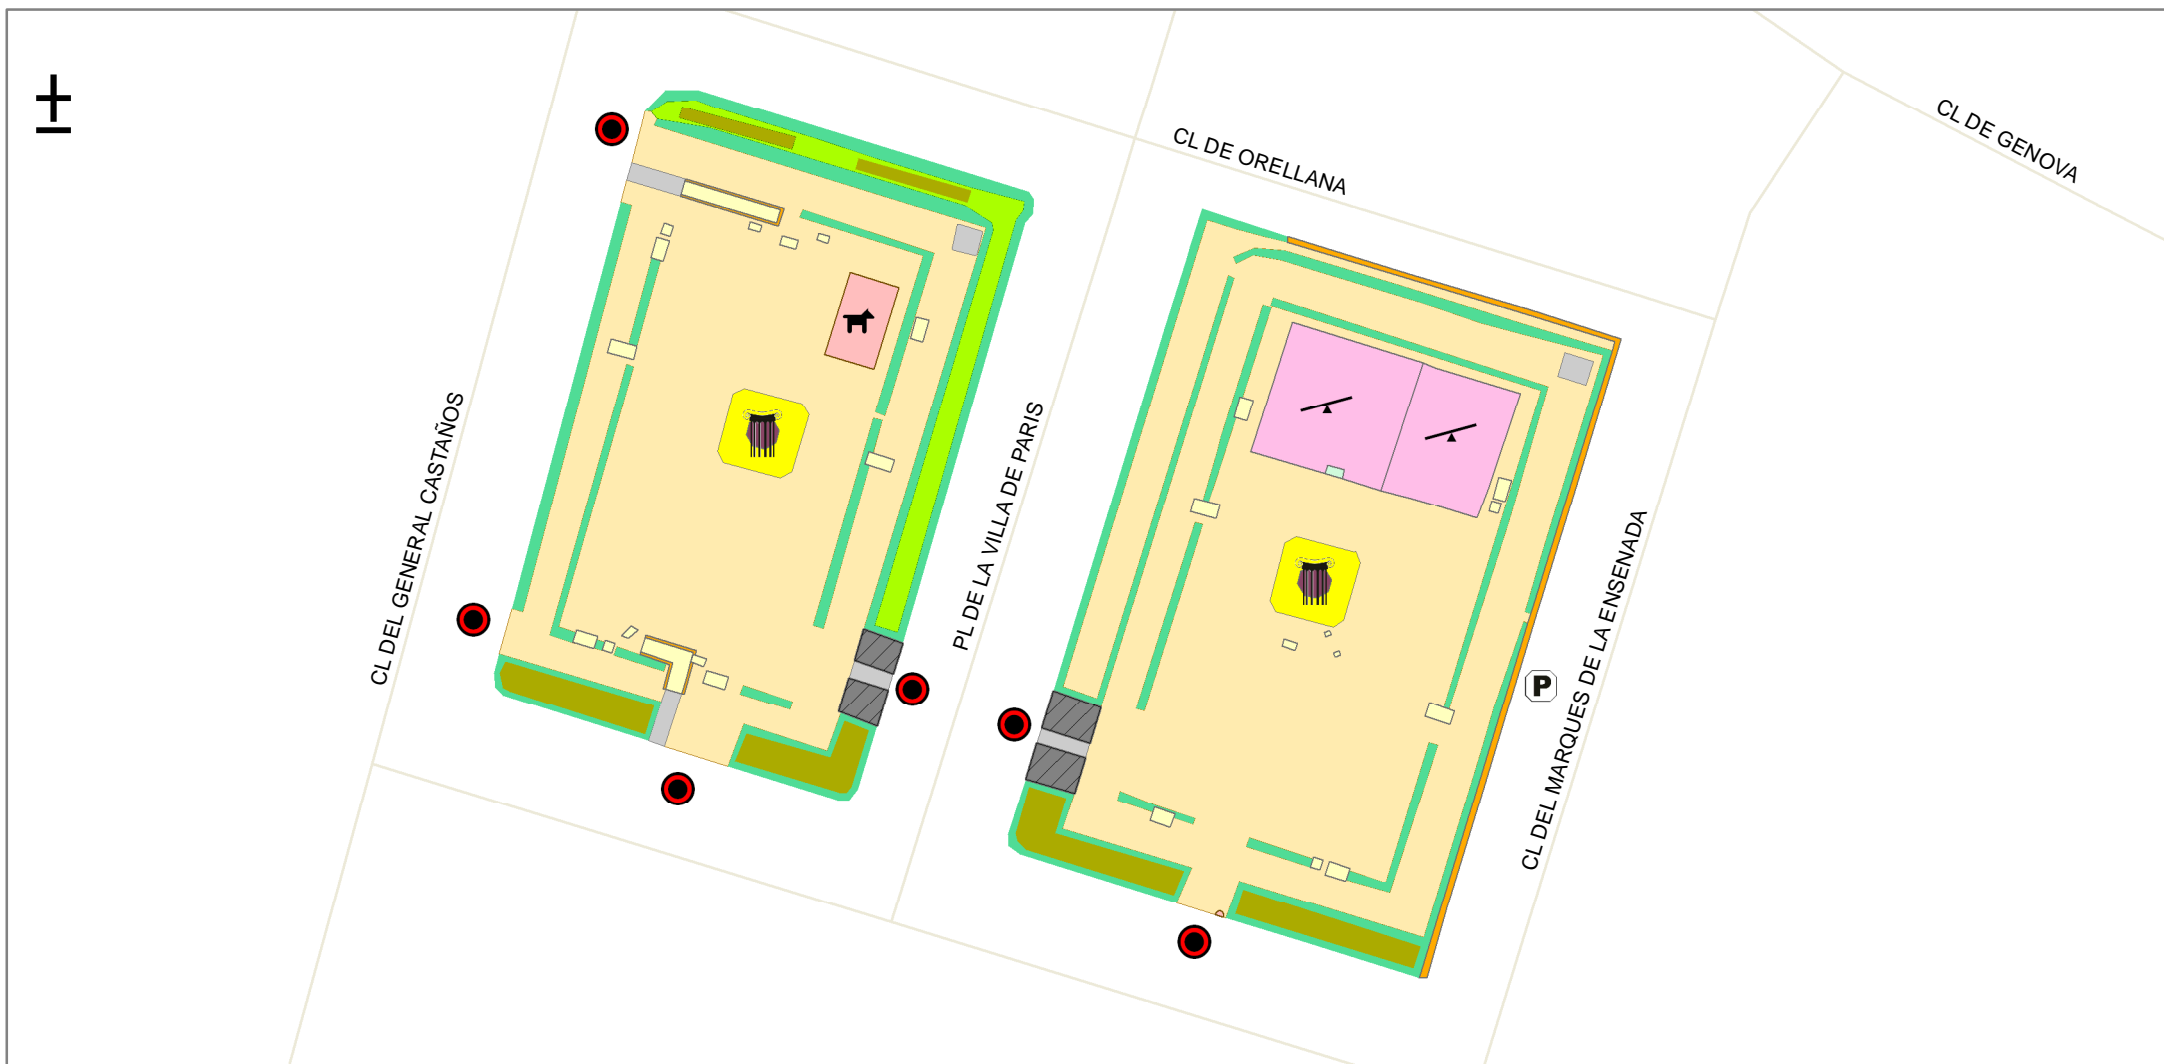 CL DE GENOVA
CL DE ORELLANA
CL DEL GENERAL CASTAÑOS
PL DE LA VILLA DE PARIS
CL DEL MARQUES DE LA ENSENADA
P